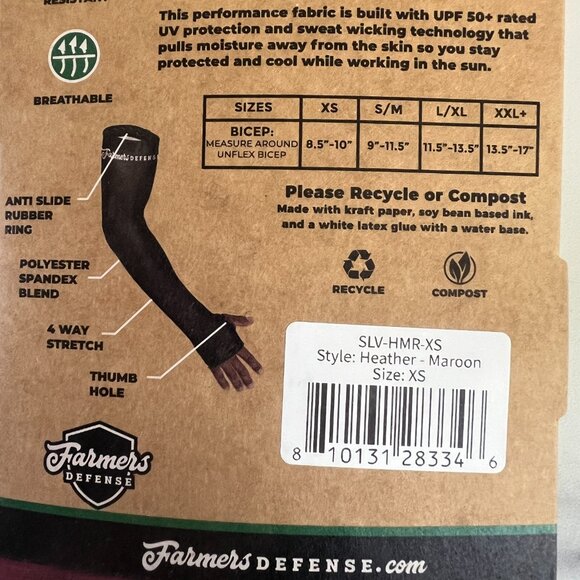 RESISTANT
This performance fabric is built with UPF 50+ rated
UV protection and sweat wicking technology that
pulls moisture away from the skin so you stay
protected and cool while working in the sun.
BREATHABLE
SIZES XS S/M L/XL XXL+
BICEP:
MEASURE AROUND
UNFLEX BICEP
8.5"-10" 9"-11.5" 11.5"-13.5" 13.5"-17"
Farmers DEFENSE
ANTI SLIDE
RUBBER
RING
POLYESTER
SPANDEX
BLEND
4 WAY
STRETCH
THUMB
HOLE
Please Recycle or Compost
Made with kraft paper, soy bean based ink,
and a white latex glue with a water base.
RECYCLE COMPOST
SLV-HMR-XS
Style: Heather - Maroon
Size: XS
8 10131 28334 6
Farmers
DEFENSE
Farmers DEFENSE.com